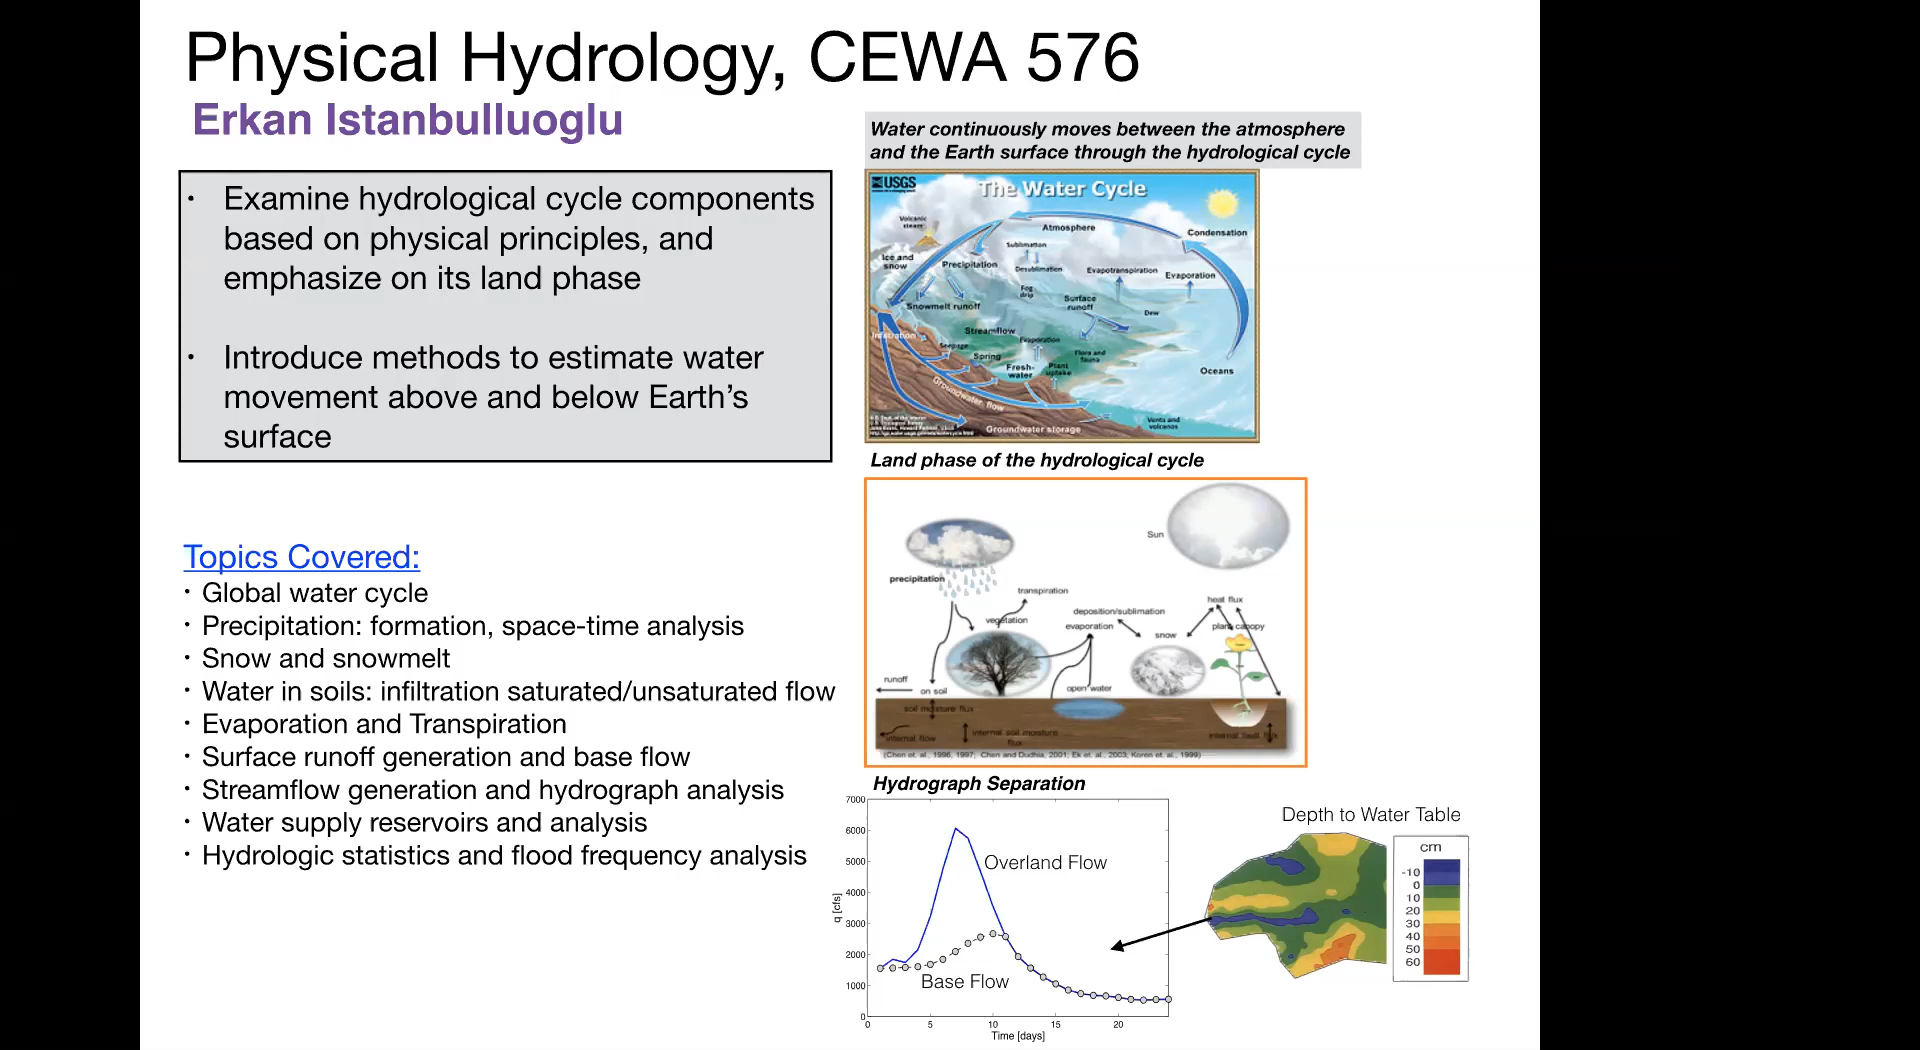 Physical Hydrology, CEWA 576
Erkan Istanbulluoglu
• Examine hydrological cycle components
based on physical principles, and
emphasize on its land phase
• Introduce methods to estimate water
movement above and below Earth's
surface
Topics Covered:
• Global water cycle
• Precipitation: formation, space-time analysis
• Snow and snowmelt
• Water in soils: infiltration saturated/unsaturated flow
• Evaporation and Transpiration
• Surface runoff generation and base flow
• Streamflow generation and hydrograph analysis
• Water supply reservoirs and analysis
• Hydrologic statistics and flood frequency analysis
Water continuously moves between the atmosphere
and the Earth surface through the hydrological cycle
USGS
The Water Cycle
Volcanic
steam
Atmosphere
Condensation
Sublimation
Ice and
snow
Precipitation
Desublimation
Evapotranspiration
Evaporation
Fog
drip
Snowmelt runoff
Surface
runoff
Dew
Streamflow
Infiltration
Evaporation
Seepage
Spring
Flora and
fauna
Fresh-
water
Plant
uptake
Oceans
Groundwater flow
Vents and
volcanos
Groundwater storage
Land phase of the hydrological cycle
Sun
precipitation
transpiration
heat flux
deposition/sublimation
vegetation
evaporation
snow
plant canopy
runoff
on soil
open water
soil moisture flux
internal flow
internal soil moisture
flux
internal heat flux
(Chen et. al., 1996, 1997; Chen and Dudhia, 2001; Ek et. al., 2003; Koren et. al., 1999)
Hydrograph Separation
7000
6000
5000
4000
3000
2000
1000
0
q [cfs]
Overland Flow
Base Flow
0 5 10 15 20
Time [days]
Depth to Water Table
cm
-10
0
10
20
30
40
50
60